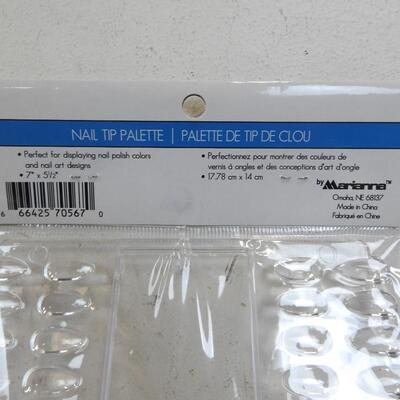 NAIL TIP PALETTE | PALETTE DE TIP DE CLOU
• Perfect for displaying nail polish colors
and nail art designs
• 7" x 5½"
• Perfectionnez pour montrer des couleurs de
vernis à ongles et des conceptions d'art d'ongle
• 17.78 cm x 14 cm
by Marianna™
Omaha, NE 68137
Made in China
Fabriqué en Chine
6 66425 70567 0